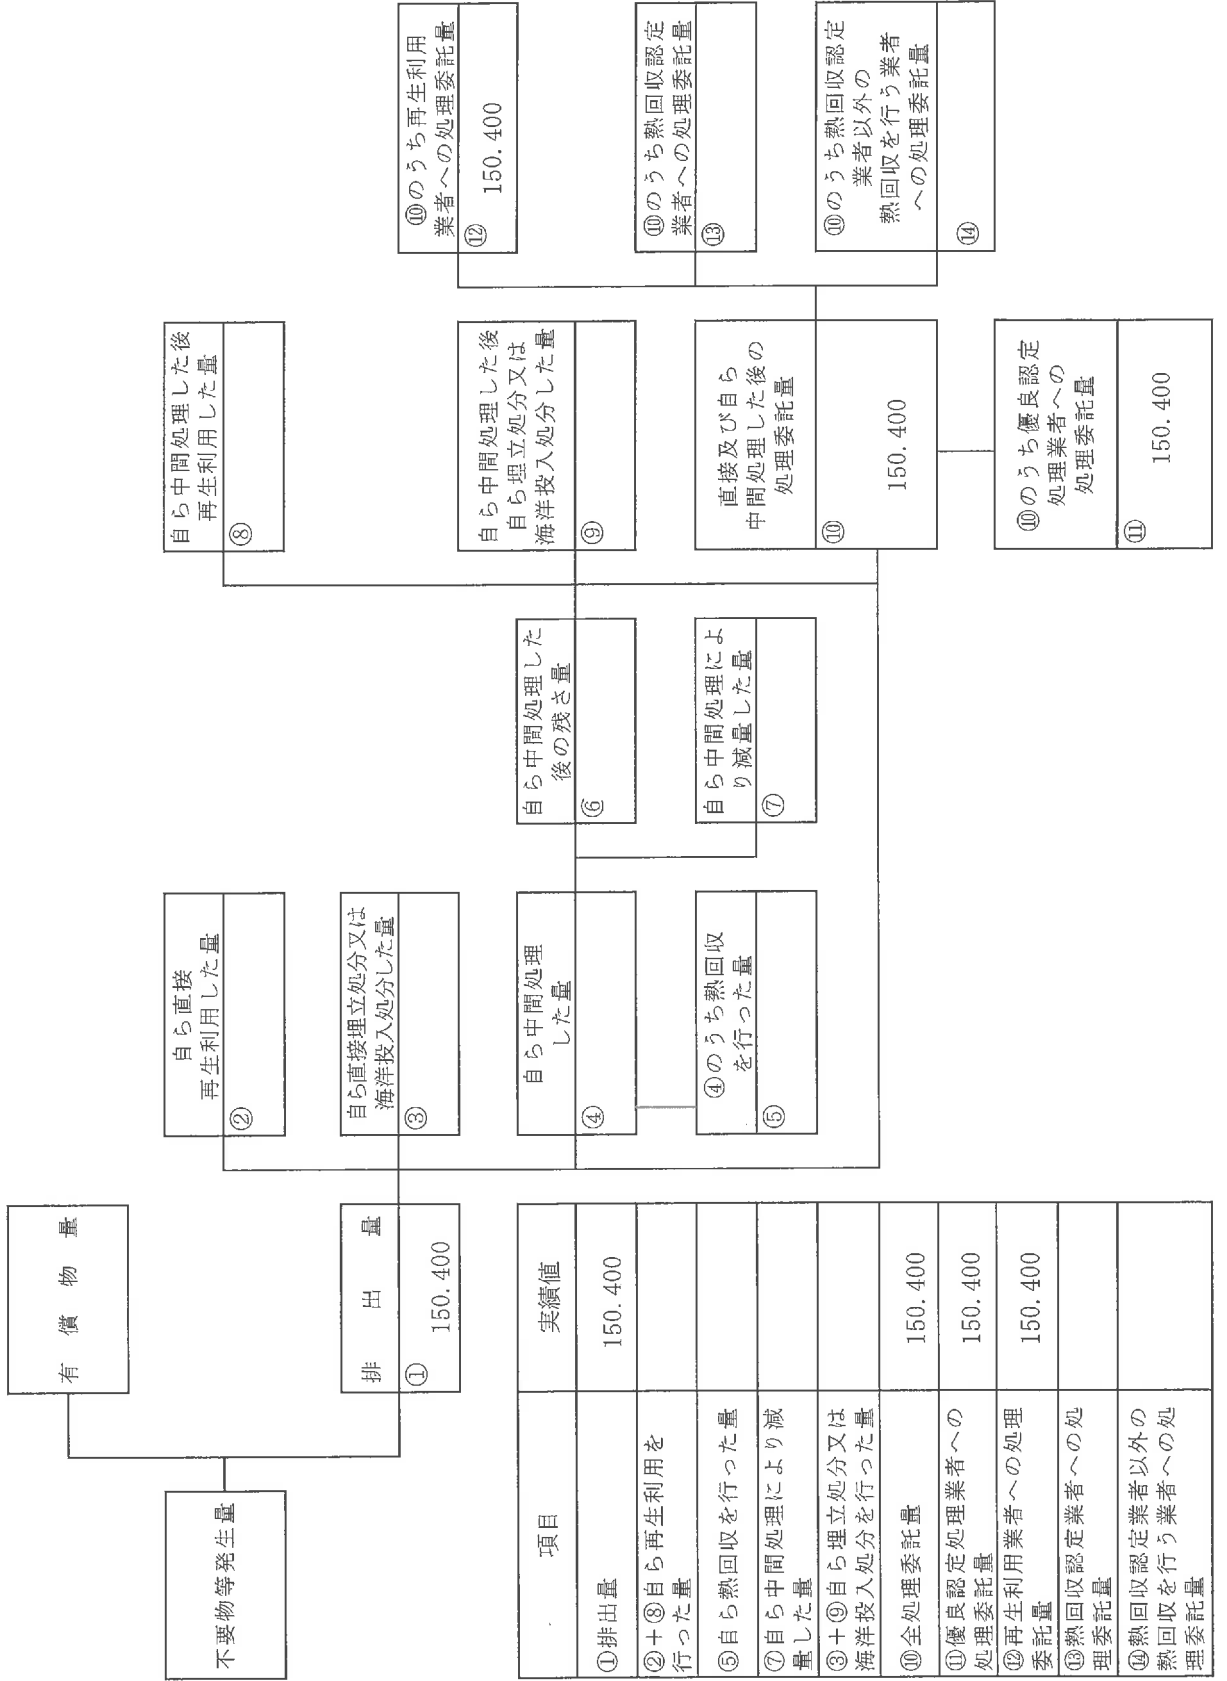 不要物等発生量
有償物量
排出量
①
150.400
自ら直接
再生利用した量
②
自ら直接埋立処分又は
海洋投入処分した量
③
自ら中間処理
した量
④
④のうち熱回収
を行った量
⑤
自ら中間処理した
後の残さ量
⑥
自ら中間処理によ
り減量した量
⑦
自ら中間処理した後
再生利用した量
⑧
自ら中間処理した後
自ら埋立処分又は
海洋投入処分した量
⑨
直接及び自ら
中間処理した後の
処理委託量
⑩
150.400
⑩のうち優良認定
処理業者への
処理委託量
⑪
150.400
⑩のうち再生利用
業者への処理委託量
⑫
150.400
⑩のうち熱回収認定
業者への処理委託量
⑬
⑩のうち熱回収認定
業者以外の
熱回収を行う業者
への処理委託量
⑭
項目 実績値
①排出量 150.400
②+⑧自ら再生利用を
行った量
⑤自ら熱回収を行った量
⑦自ら中間処理により減
量した量
③+⑨自ら埋立処分又は
海洋投入処分を行った量
⑩全処理委託量 150.400
⑪優良認定処理業者への
処理委託量 150.400
⑫再生利用業者への処理
委託量 150.400
⑬熱回収認定業者への処
理委託量
⑭熱回収認定業者以外の
熱回収を行う業者への処
理委託量